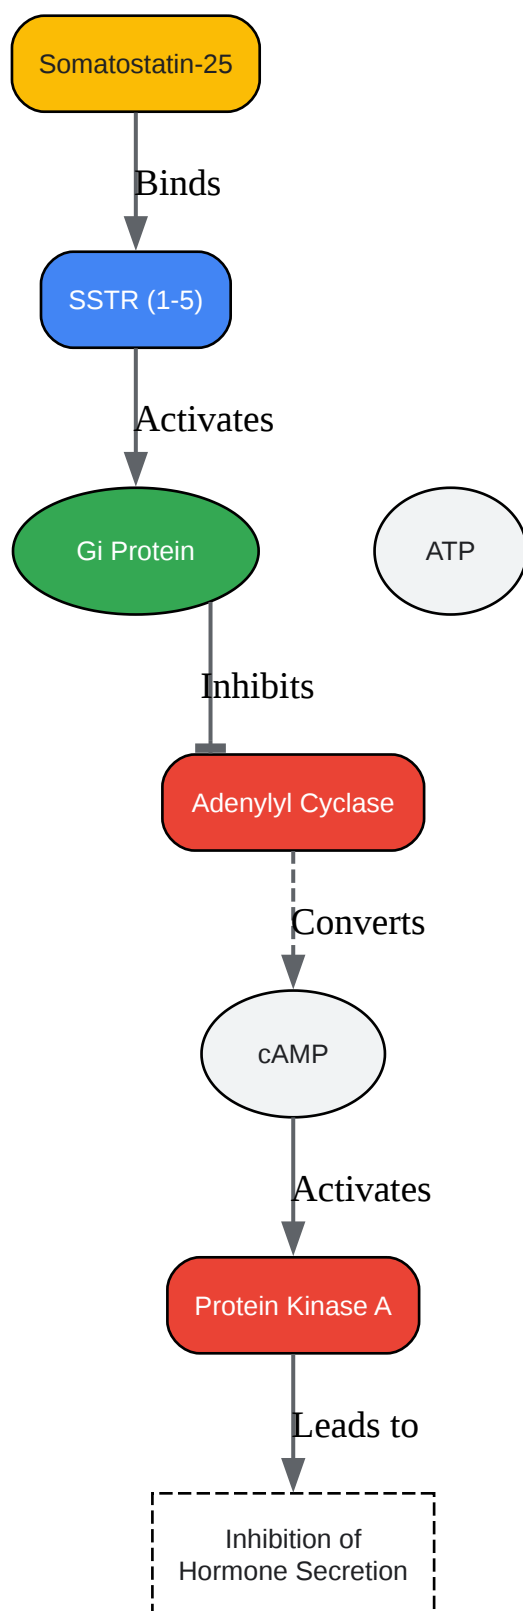 Somatostatin-25
Binds
SSTR (1-5)
Activates
Gi Protein
ATP
Inhibits
Adenylyl Cyclase
Converts
cAMP
Activates
Protein Kinase A
Leads to
Inhibition of
Hormone Secretion